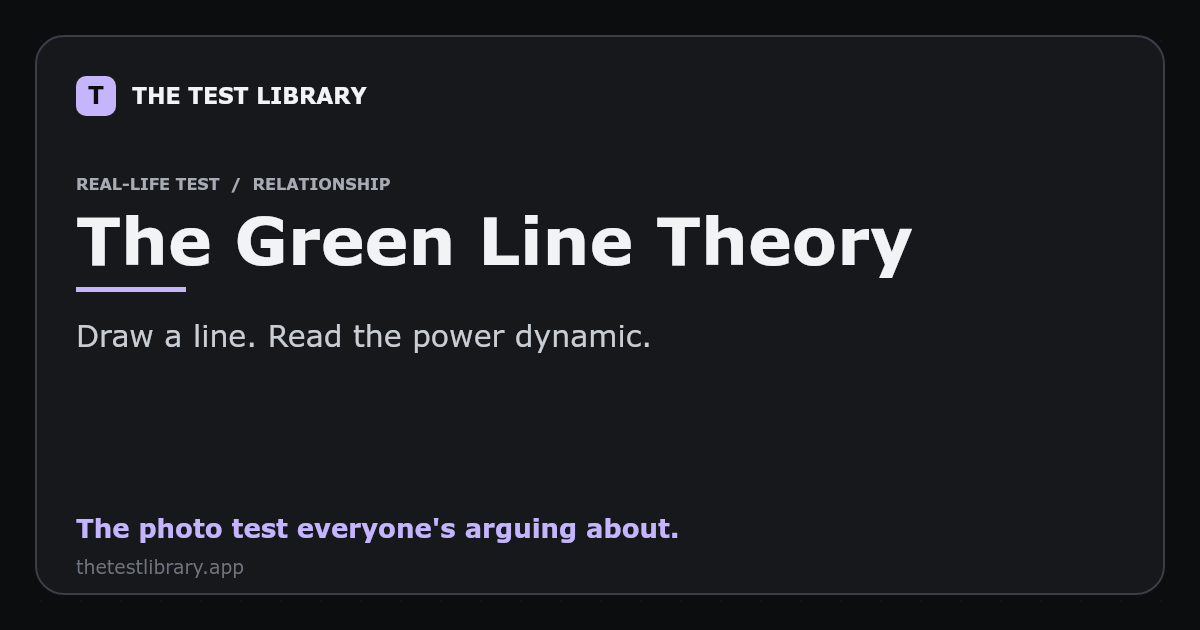 T THE TEST LIBRARY
REAL-LIFE TEST / RELATIONSHIP
The Green Line Theory
Draw a line. Read the power dynamic.
The photo test everyone's arguing about.
thetestlibrary.app